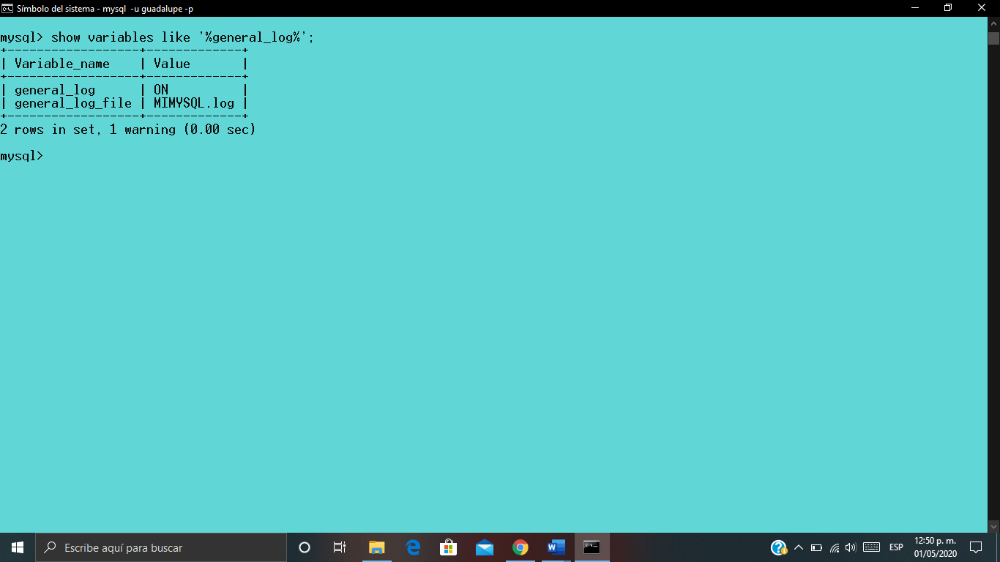 Símbolo del sistema - mysql  -u guadalupe -p
mysql> show variables like '%general_log%';
+------------------+-------------+
| Variable_name    | Value       |
+------------------+-------------+
| general_log      | ON          |
| general_log_file | MIMYSQL.log |
+------------------+-------------+
2 rows in set, 1 warning (0.00 sec)
mysql>
Escribe aquí para buscar
ESP
12:50 p. m.
01/05/2020